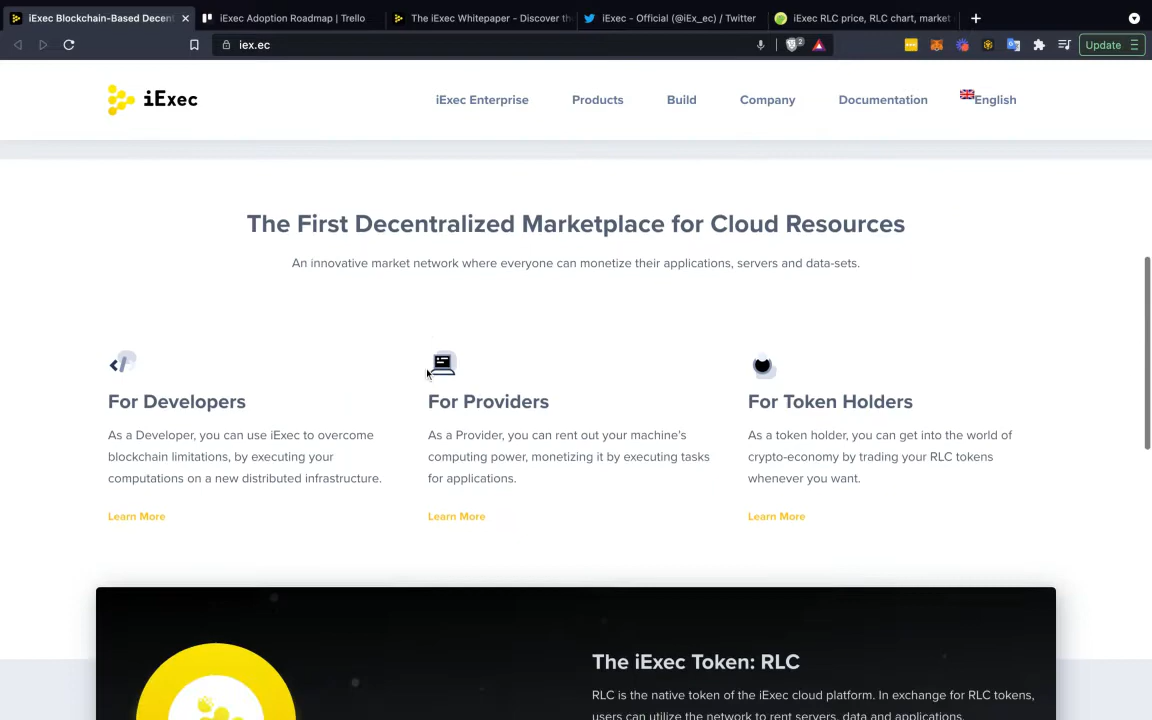 iExec Blockchain-Based Decent
iExec Adoption Roadmap | Trello
The iExec Whitepaper - Discover th
iExec - Official (@iEx_ec) / Twitter
iExec RLC price, RLC chart, market
iex.ec
2
Update
iExec
iExec Enterprise
Products
Build
Company
Documentation
English
The First Decentralized Marketplace for Cloud Resources
An innovative market network where everyone can monetize their applications, servers and data-sets.
For Developers
As a Developer, you can use iExec to overcome
blockchain limitations, by executing your
computations on a new distributed infrastructure.
Learn More
For Providers
As a Provider, you can rent out your machine's
computing power, monetizing it by executing tasks
for applications.
Learn More
For Token Holders
As a token holder, you can get into the world of
crypto-economy by trading your RLC tokens
whenever you want.
Learn More
The iExec Token: RLC
RLC is the native token of the iExec cloud platform. In exchange for RLC tokens,
users can utilize the network to rent servers, data and applications.